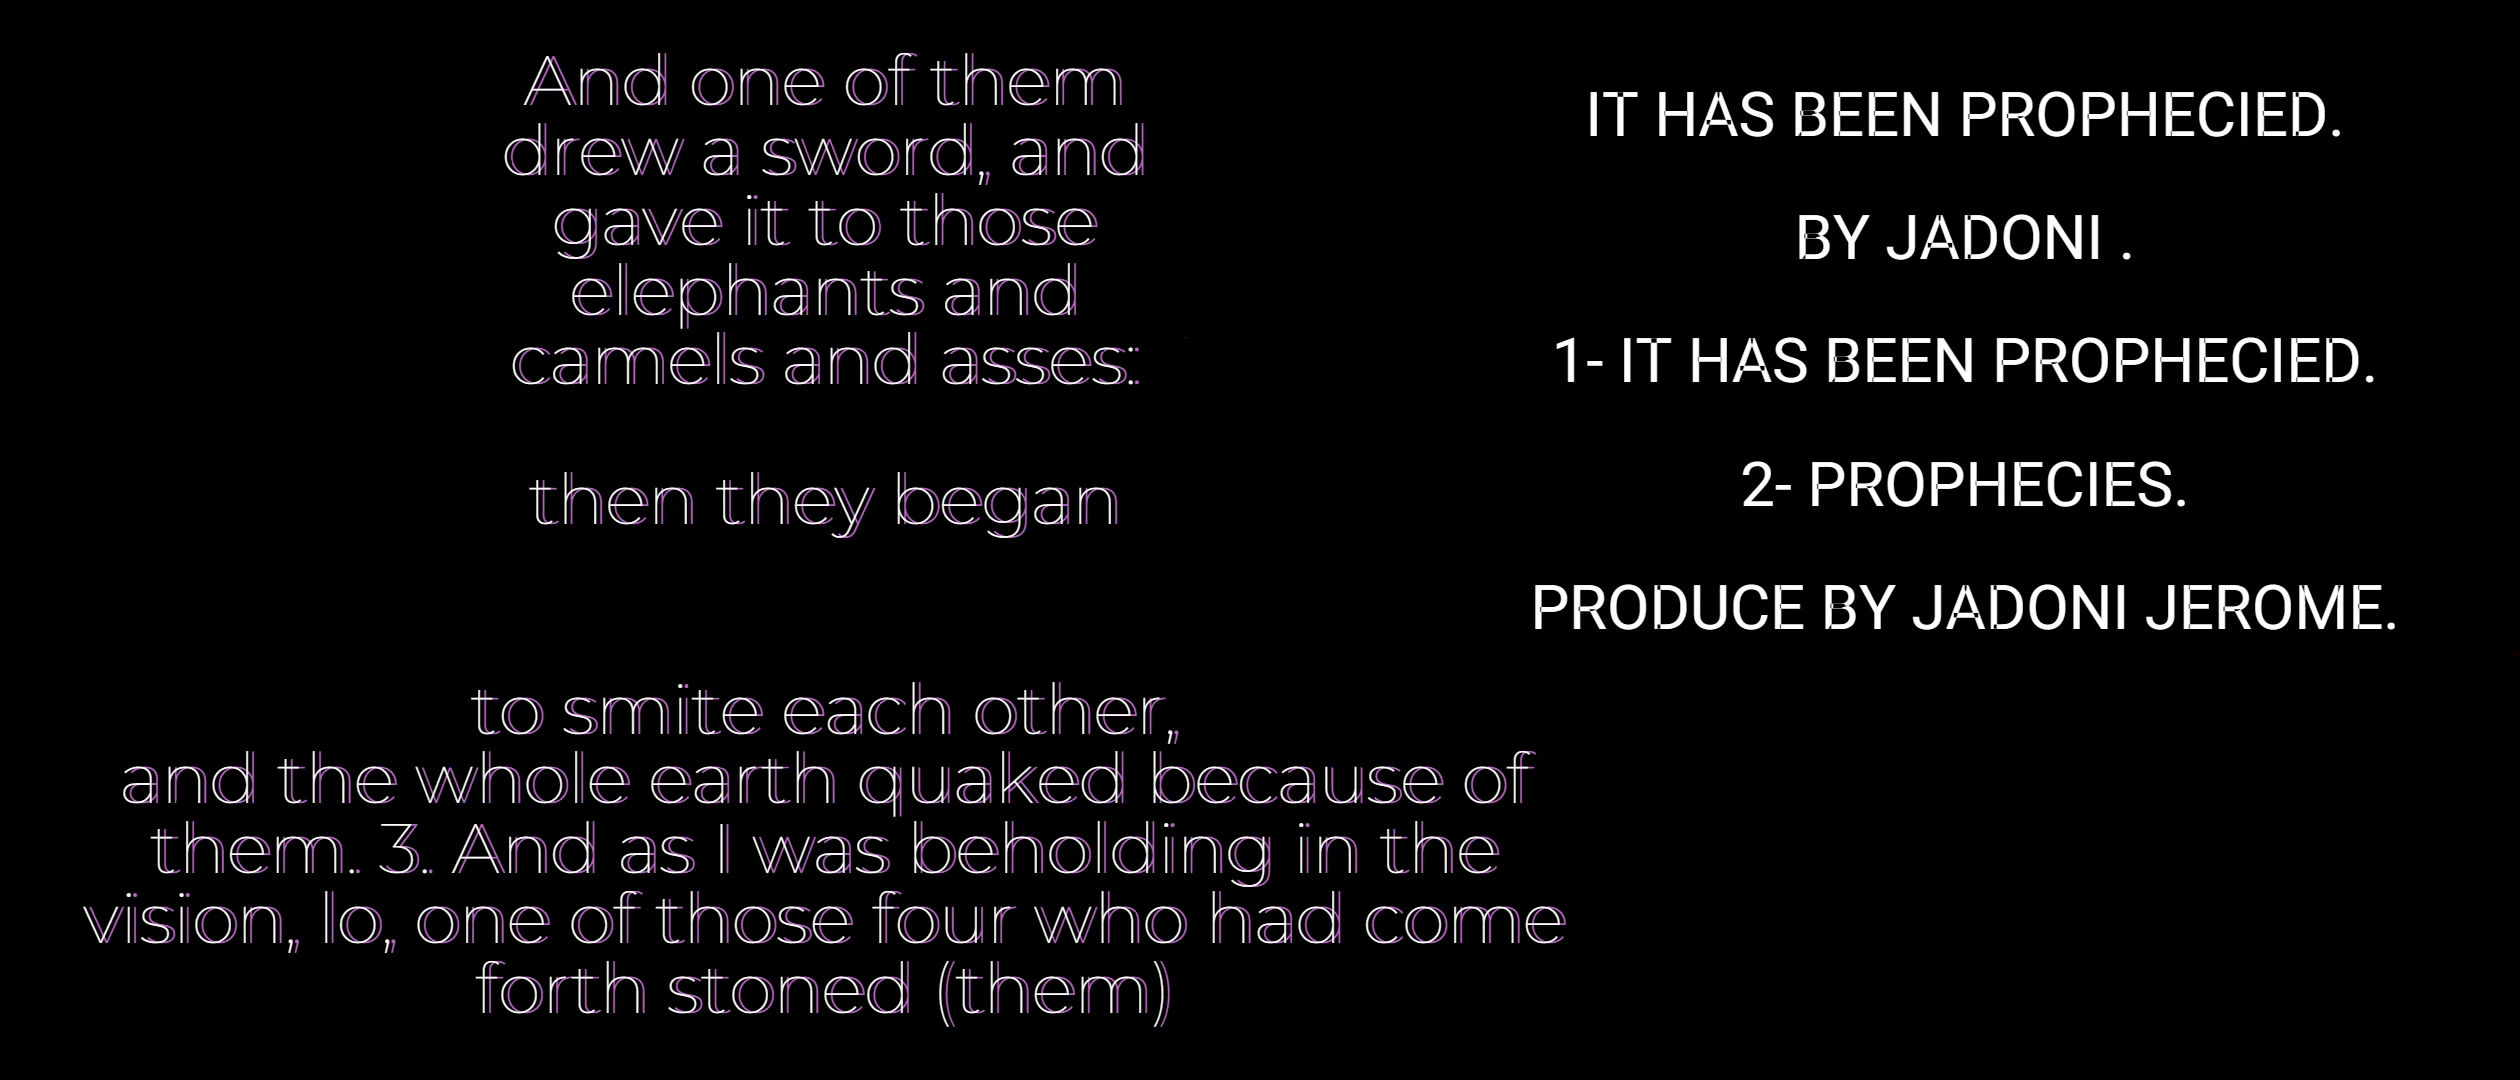 And one of them
drew a sword, and
gave it to those
elephants and
camels and asses:
then they began
to smite each other,
and the whole earth quaked because of
them. 3. And as I was beholding in the
vision, lo, one of those four who had come
forth stoned (them)
IT HAS BEEN PROPHECIED.
BY JADONI .
1- IT HAS BEEN PROPHECIED.
2- PROPHECIES.
PRODUCE BY JADONI JEROME.